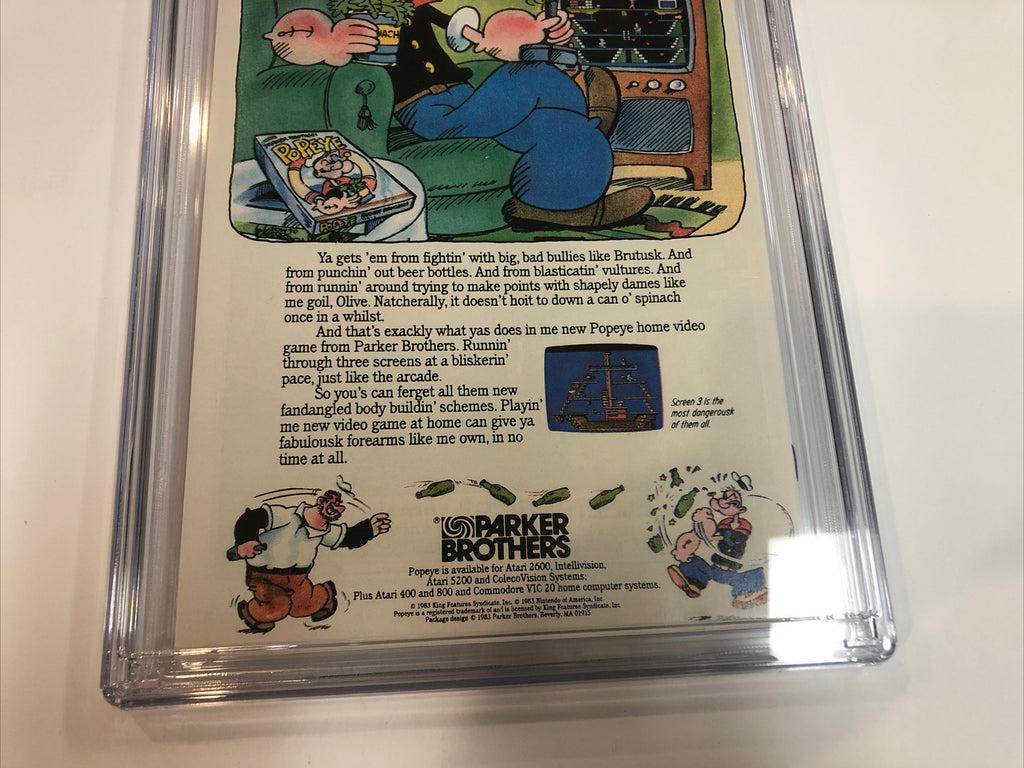 NACH
POPEYE
POPEYE
Ya gets 'em from fightin' with big, bad bullies like Brutusk. And
from punchin' out beer bottles. And from blasticatin' vultures. And
from runnin' around trying to make points with shapely dames like
me goil, Olive. Natcherally, it doesn't hoit to down a can o' spinach
once in a whilst.
And that's exackly what yas does in me new Popeye home video
game from Parker Brothers. Runnin'
through three screens at a bliskerin'
pace, just like the arcade.
So you's can ferget all them new
fandangled body buildin' schemes. Playin'
me new video game at home can give ya
fabulousk forearms like me own, in no
time at all.
Screen 3 is the
most dangerousk
of them all.
® PARKER
BROTHERS
Popeye is available for Atari 2600, Intellivision,
Atari 5200 and ColecoVision Systems;
Plus Atari 400 and 800 and Commodore VIC 20 home computer systems.
© 1983 King Features Syndicate, Inc. © 1983 Nintendo of America, Inc.
Popeye is a registered trademark of and is licensed by King Features Syndicate, Inc
Package design © 1983 Parker Brothers, Beverly, MA 01915